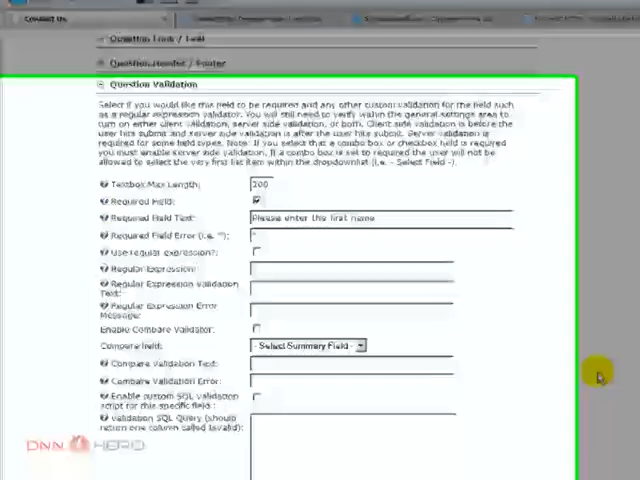 Contact Us
Question Look / Feel
Question Header / Footer
Question Validation
Select if you would like this field to be required and any other custom validation for the field such
as a regular expression validator. You will still need to verify within the general settings area to
turn on either client validation, server side validation, or both. Client side validation is before the
user hits submit and server side validation is after the user hits submit. Server validation is
required for some field types. Note: If you select that a combo box or checkbox field is required
you must enable server side validation. If a combo box is set to required the user will not be
allowed to select the very first list item within the dropdownlist (i.e. - Select Field -).
Textbox Max Length: 200
Required Field:
Required Field Text: Please enter the first name
Required Field Error (i.e. "*"): *
Use regular expression?:
Regular Expression:
Regular Expression Validation
Text:
Regular Expression Error
Message:
Enable Compare Validator:
Compare field: - Select Summary Field -
Compare Validation Text:
Compare Validation Error:
Enable custom SQL validation
script for this specific field:
Validation SQL Query (should
return one column called Invalid):
DNN HERO